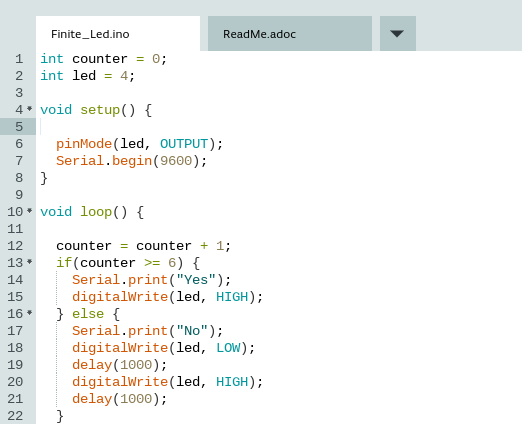 Finite_Led.ino ReadMe.adoc
1 int counter = 0;
2 int led = 4;
3
4 void setup() {
5
6 pinMode(led, OUTPUT);
7 Serial.begin(9600);
8 }
9
10 void loop() {
11
12 counter = counter + 1;
13 if(counter >= 6) {
14 Serial.print("Yes");
15 digitalWrite(led, HIGH);
16 } else {
17 Serial.print("No");
18 digitalWrite(led, LOW);
19 delay(1000);
20 digitalWrite(led, HIGH);
21 delay(1000);
22 }